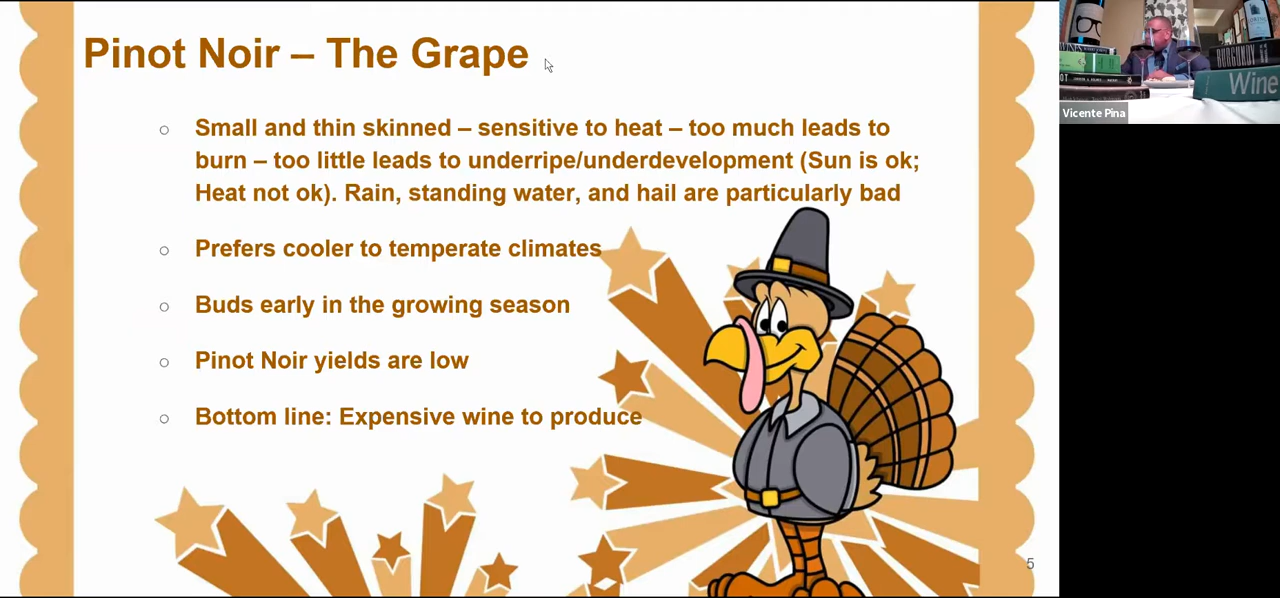 Pinot Noir – The Grape
Small and thin skinned – sensitive to heat – too much leads to
burn – too little leads to underripe/underdevelopment (Sun is ok;
Heat not ok). Rain, standing water, and hail are particularly bad
Prefers cooler to temperate climates
Buds early in the growing season
Pinot Noir yields are low
Bottom line: Expensive wine to produce
5
BURGUNDY
Wine
Vicente Pina